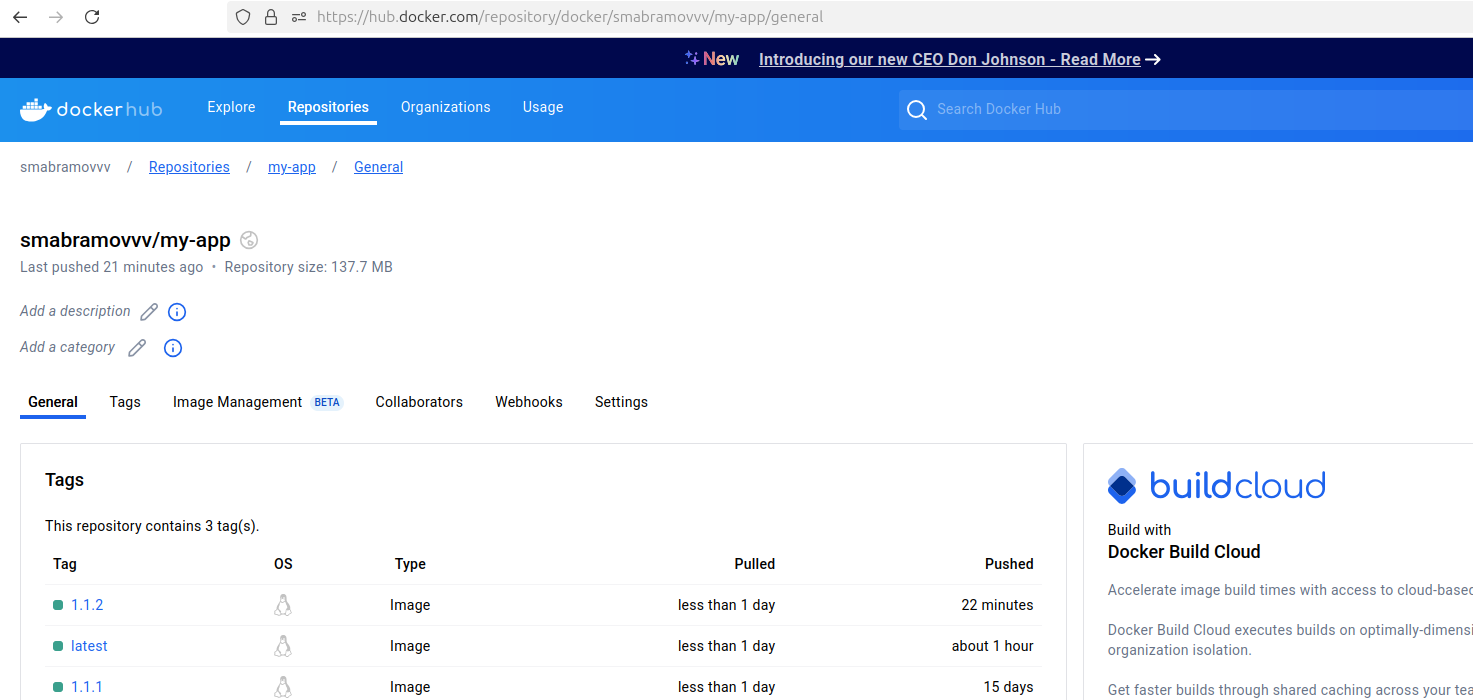 https://hub.docker.com/repository/docker/smabramovvv/my-app/general
New Introducing our new CEO Don Johnson - Read More
dockerhub Explore Repositories Organizations Usage Search Docker Hub
smabramovvv / Repositories / my-app / General
smabramovvv/my-app
Last pushed 21 minutes ago • Repository size: 137.7 MB
Add a description
Add a category
General Tags Image Management BETA Collaborators Webhooks Settings
Tags
This repository contains 3 tag(s).
Tag OS Type Pulled Pushed
1.1.2 Image less than 1 day 22 minutes
latest Image less than 1 day about 1 hour
1.1.1 Image less than 1 day 15 days
buildcloud
Build with
Docker Build Cloud
Accelerate image build times with access to cloud-based
Docker Build Cloud executes builds on optimally-dimensi
organization isolation.
Get faster builds through shared caching across your tea